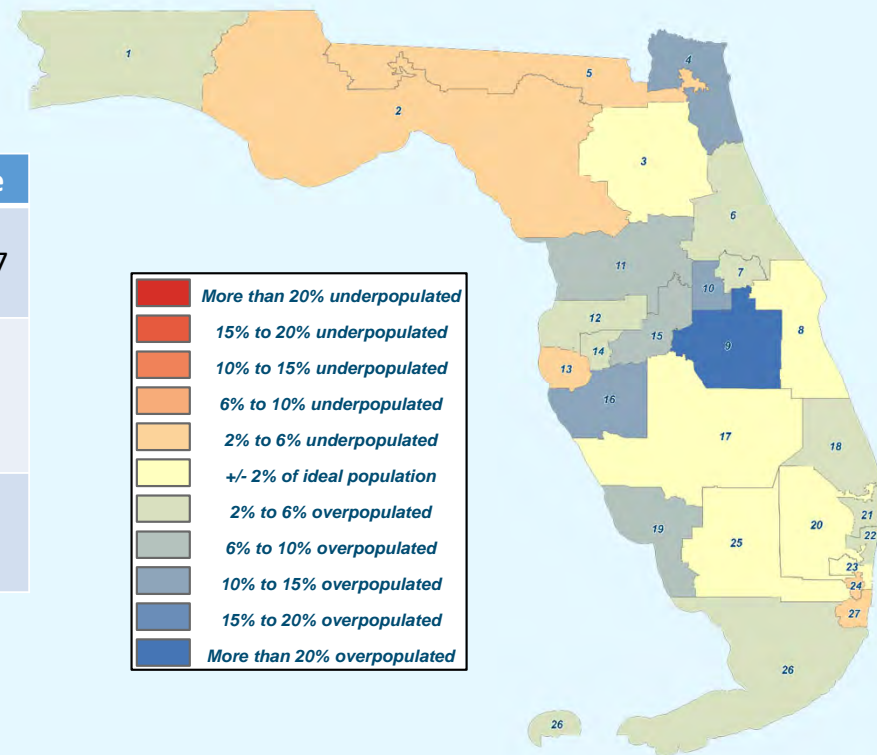 e
7
More than 20% underpopulated
15% to 20% underpopulated
10% to 15% underpopulated
6% to 10% underpopulated
2% to 6% underpopulated
+/- 2% of ideal population
2% to 6% overpopulated
6% to 10% overpopulated
10% to 15% overpopulated
15% to 20% overpopulated
More than 20% overpopulated
1
2
5
4
3
6
11
7
10
12
15
8
9
14
13
16
17
18
19
25
20
21
22
23
24
27
26
26